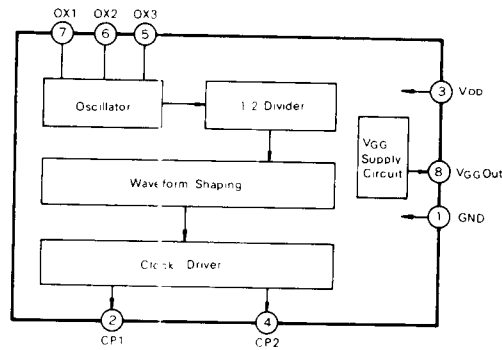 OX1 OX2 OX3
7 6 5
Oscillator
1 2 Divider
3 VDD
VGG
Supply
Circuit
8 VGG Out
Waveform Shaping
1 GND
Clock Driver
2 4
CP1 CP2